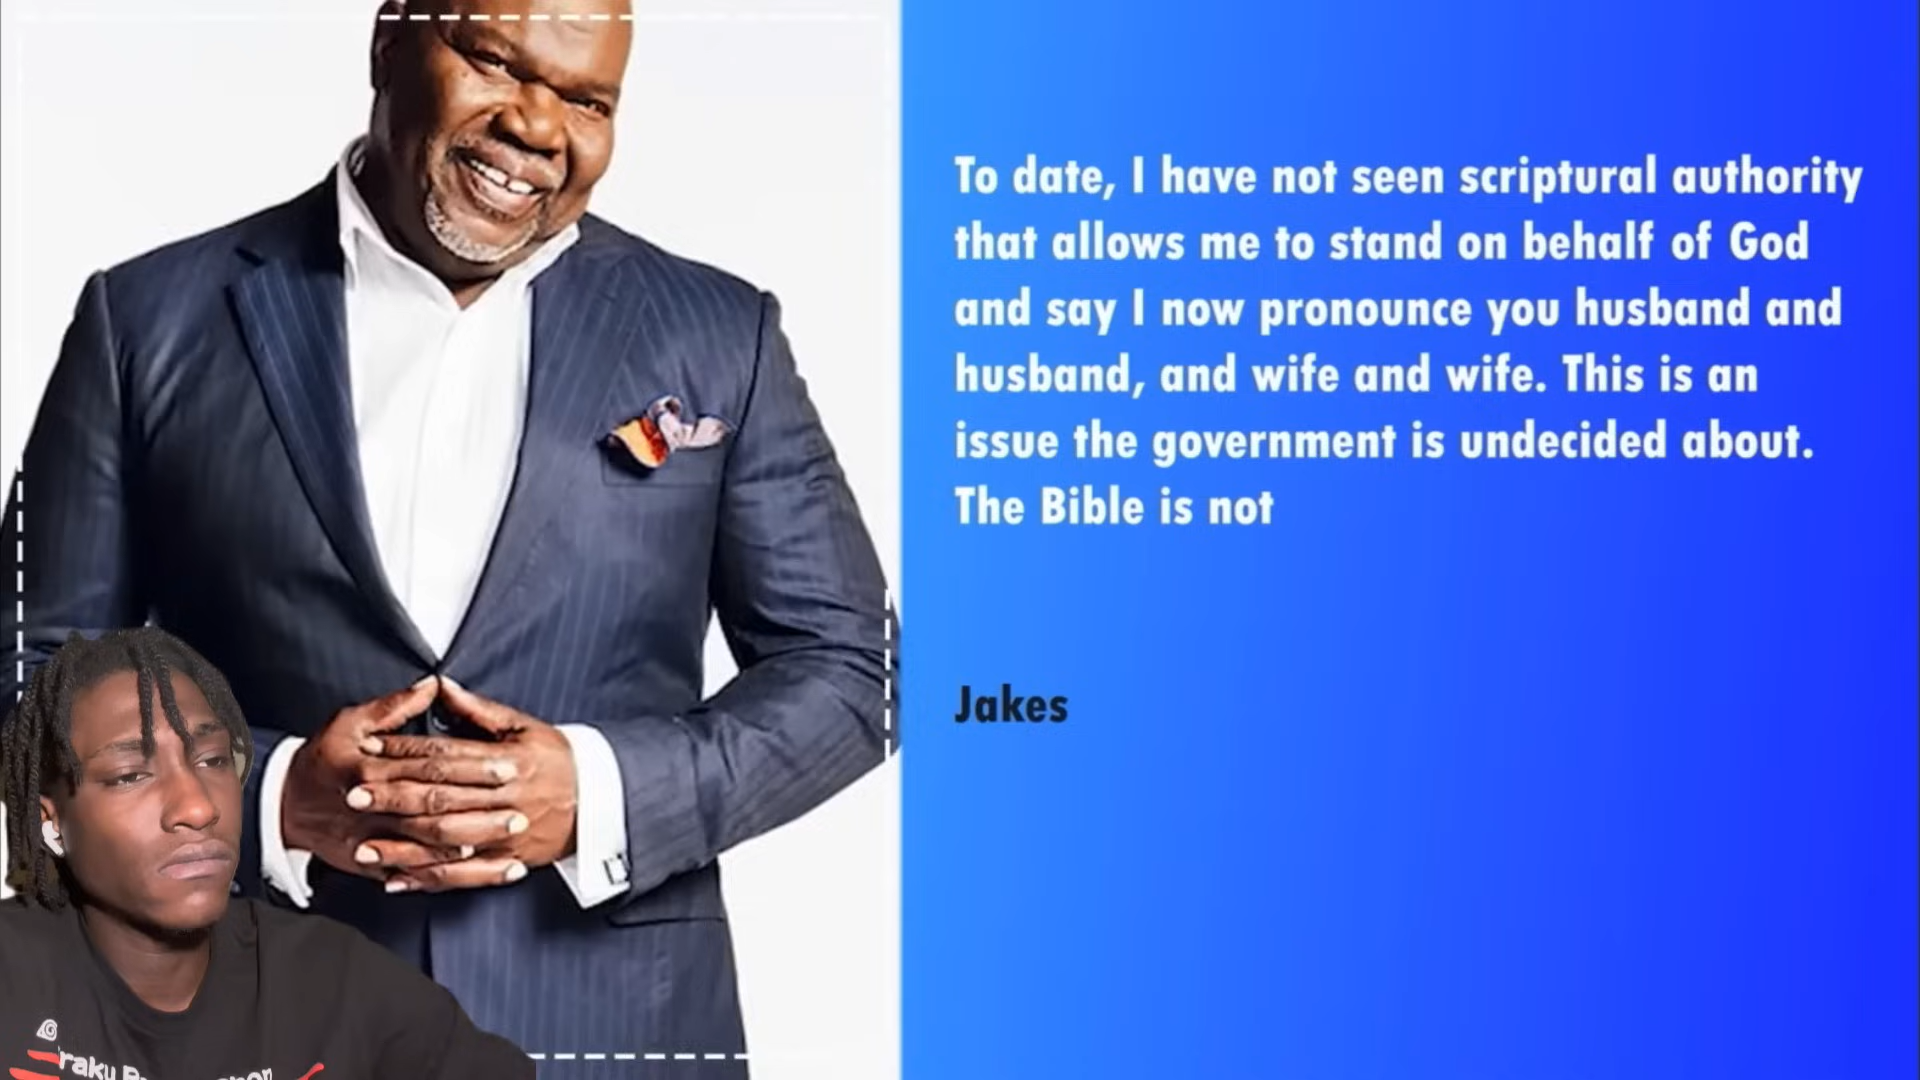 To date, I have not seen scriptural authority
that allows me to stand on behalf of God
and say I now pronounce you husband and
husband, and wife and wife. This is an
issue the government is undecided about.
The Bible is not
Jakes
raku